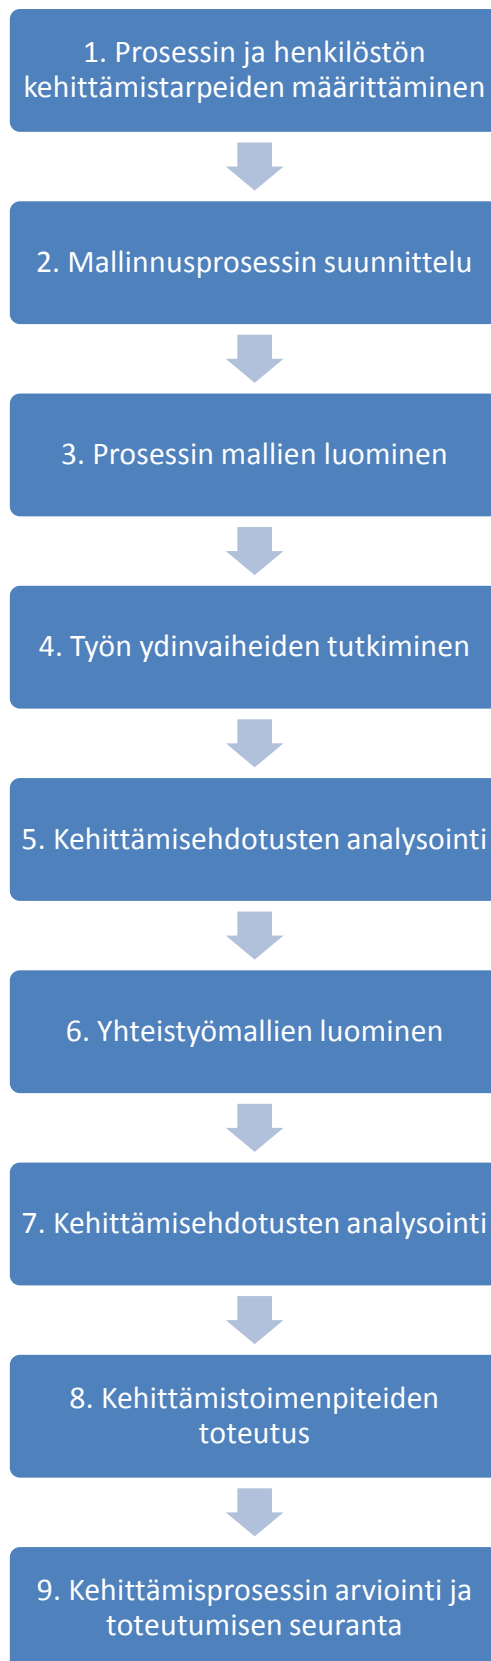 1. Prosessin ja henkilöstön
kehittämistarpeiden määrittäminen
2. Mallinnusprosessin suunnittelu
3. Prosessin mallien luominen
4. Työn ydinvaiheiden tutkiminen
5. Kehittämisehdotusten analysointi
6. Yhteistyömallien luominen
7. Kehittämisehdotusten analysointi
8. Kehittämistoimenpiteiden
toteutus
9. Kehittämisprosessin arviointi ja
toteutumisen seuranta